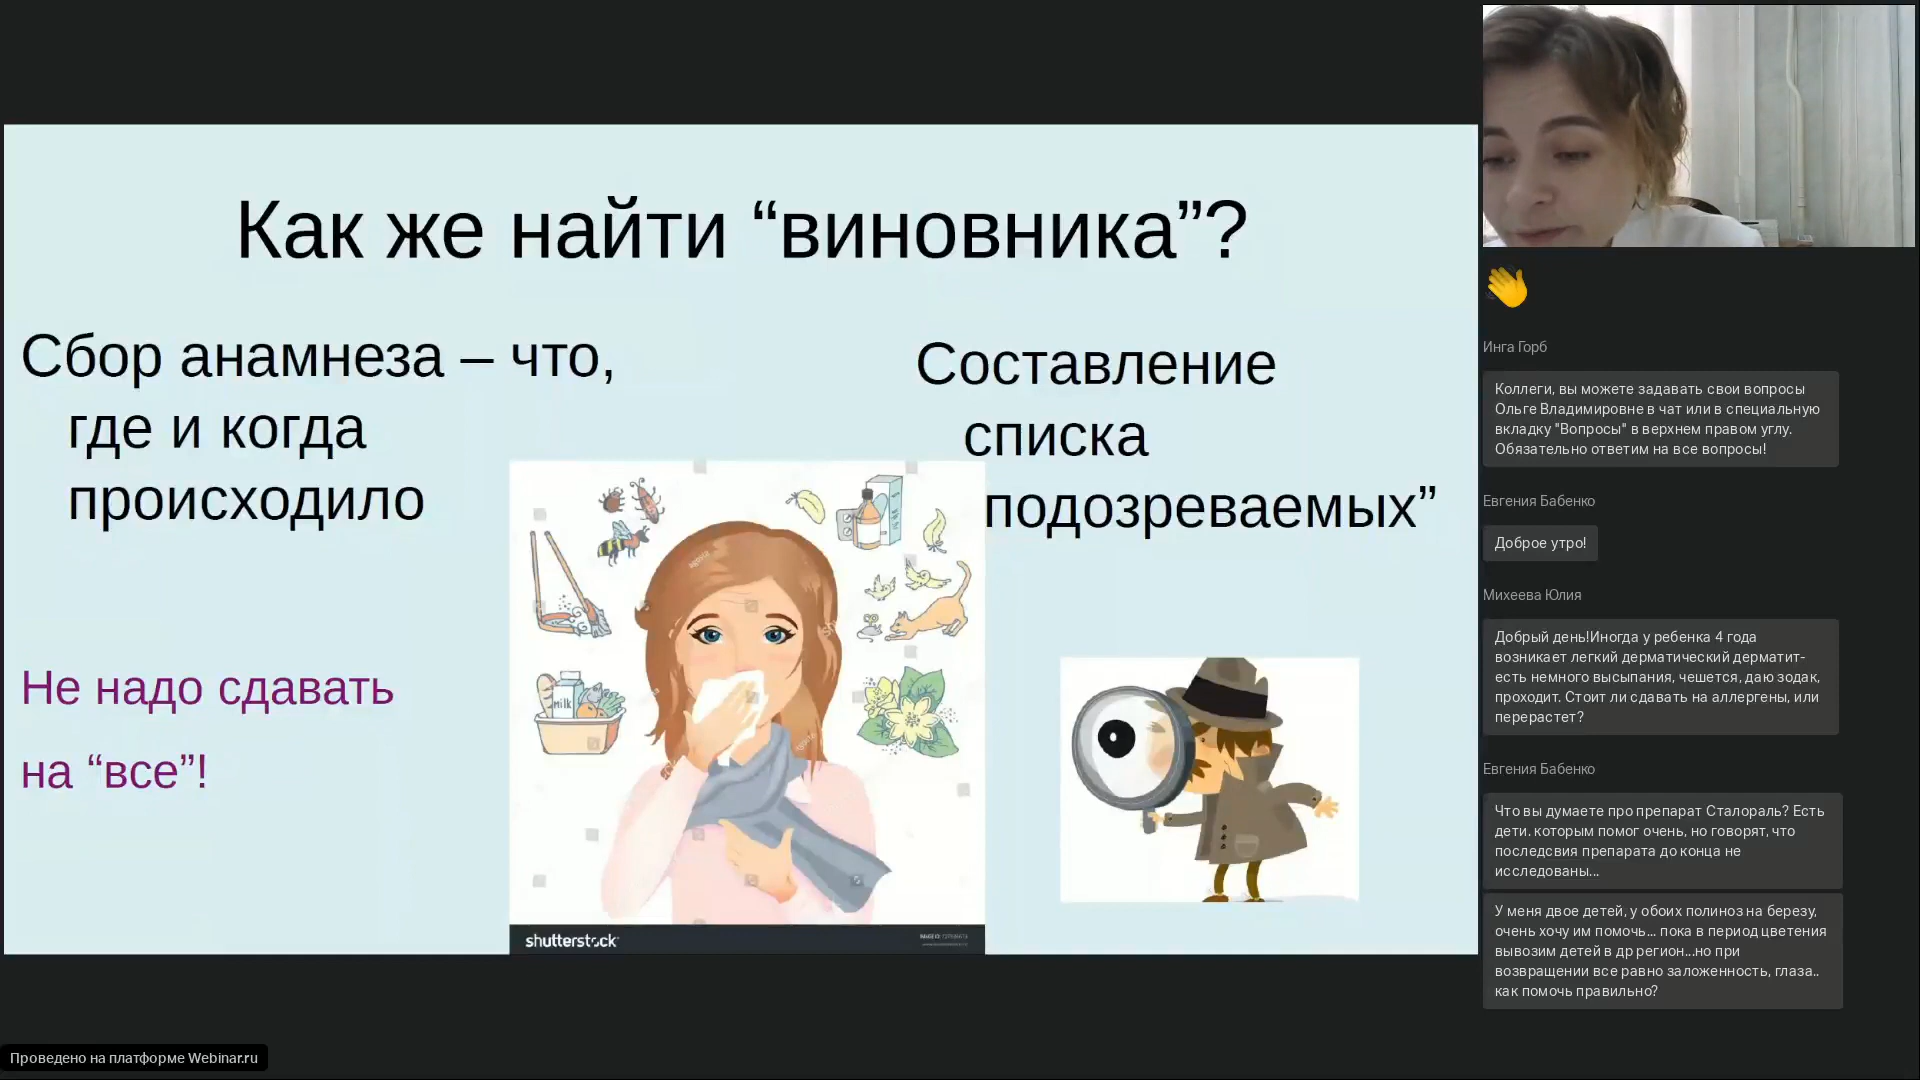 Как же найти “виновника”?
Сбор анамнеза – что,
где и когда
происходило
Не надо сдавать
на “все”!
Составление
списка
подозреваемых”
Milk
shutterstock
Инга Горб
Коллеги, вы можете задавать свои вопросы
Ольге Владимировне в чат или в специальную
вкладку "Вопросы" в верхнем правом углу.
Обязательно ответим на все вопросы!
Евгения Бабенко
Доброе утро!
Михеева Юлия
Добрый день!Иногда у ребенка 4 года
возникает легкий дерматический дерматит-
есть немного высыпания, чешется, даю зодак,
проходит. Стоит ли сдавать на аллергены, или
перерастет?
Евгения Бабенко
Что вы думаете про препарат Сталораль? Есть
дети. которым помог очень, но говорят, что
последсвия препарата до конца не
исследованы...
У меня двое детей, у обоих полиноз на березу,
очень хочу им помочь... пока в период цветения
вывозим детей в др регион...но при
возвращении все равно заложенность, глаза..
как помочь правильно?
Проведено на платформе Webinar.ru